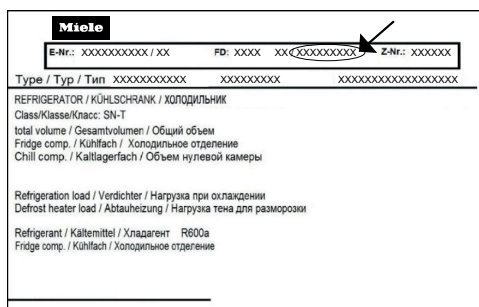 Miele
E-Nr.: XXXXXXXXXX / XX FD: XXXX XX / XXXXXXXXX Z-Nr.: XXXXXX
Type / Typ / Тип XXXXXXXXXXX XXXXXXXXX XXXXXXXXXXXXXXXXXX
REFRIGERATOR / KÜHLSCHRANK / ХОЛОДИЛЬНИК
Class/Klasse/Класс: SN-T
total volume / Gesamtvolumen / Общий объем
Fridge comp. / Kühlfach / Холодильное отделение
Chill comp. / Kaltlagerfach / Объем нулевой камеры
Refrigeration load / Verdichter / Нагрузка при охлаждении
Defrost heater load / Abtauheizung / Нагрузка тена для разморозки
Refrigerant / Kältemittel / Хладагент R600a
Fridge comp. / Kühlfach / Холодильное отделение